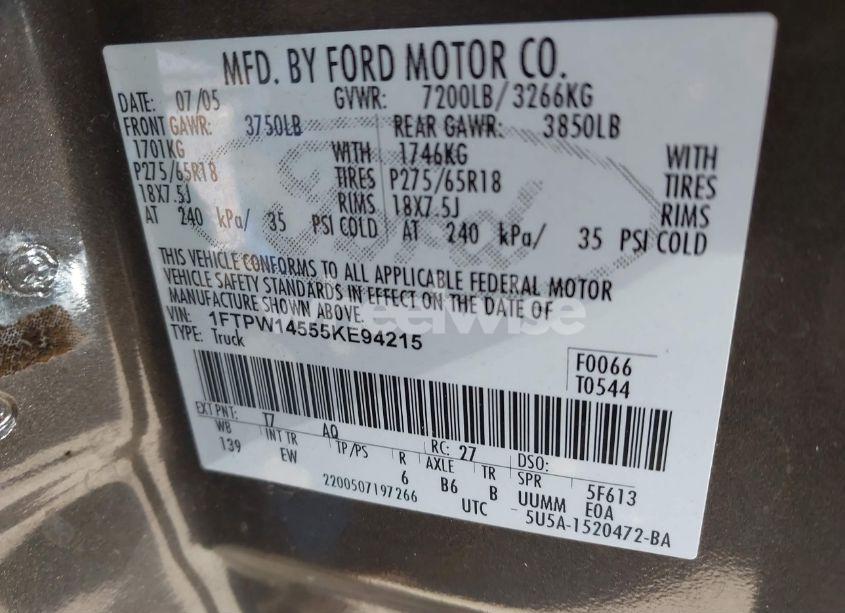 MFD. BY FORD MOTOR CO.
DATE: 07/05 GVWR: 7200LB/3266KG
FRONT GAWR: 3750LB REAR GAWR: 3850LB
1701KG WITH 1746KG WITH
P275/65R18 TIRES P275/65R18 TIRES
18X7.5J RIMS 18X7.5J RIMS
AT 240 kPa/ 35 PSI COLD AT 240 kPa/ 35 PSI COLD
THIS VEHICLE CONFORMS TO ALL APPLICABLE FEDERAL MOTOR
VEHICLE SAFETY STANDARDS IN EFFECT ON THE DATE OF
MANUFACTURE SHOWN ABOVE.
VIN: 1FTPW14555KE94215
TYPE: Truck
F0066
T0544
EXT PNT: T7 AQ RC: 27 DSO:
WB INT TR TP/PS R AXLE TR SPR 5F613
139 EW 6 B6 B UUMM E0A
2200507197266 UTC 5U5A-1520472-BA